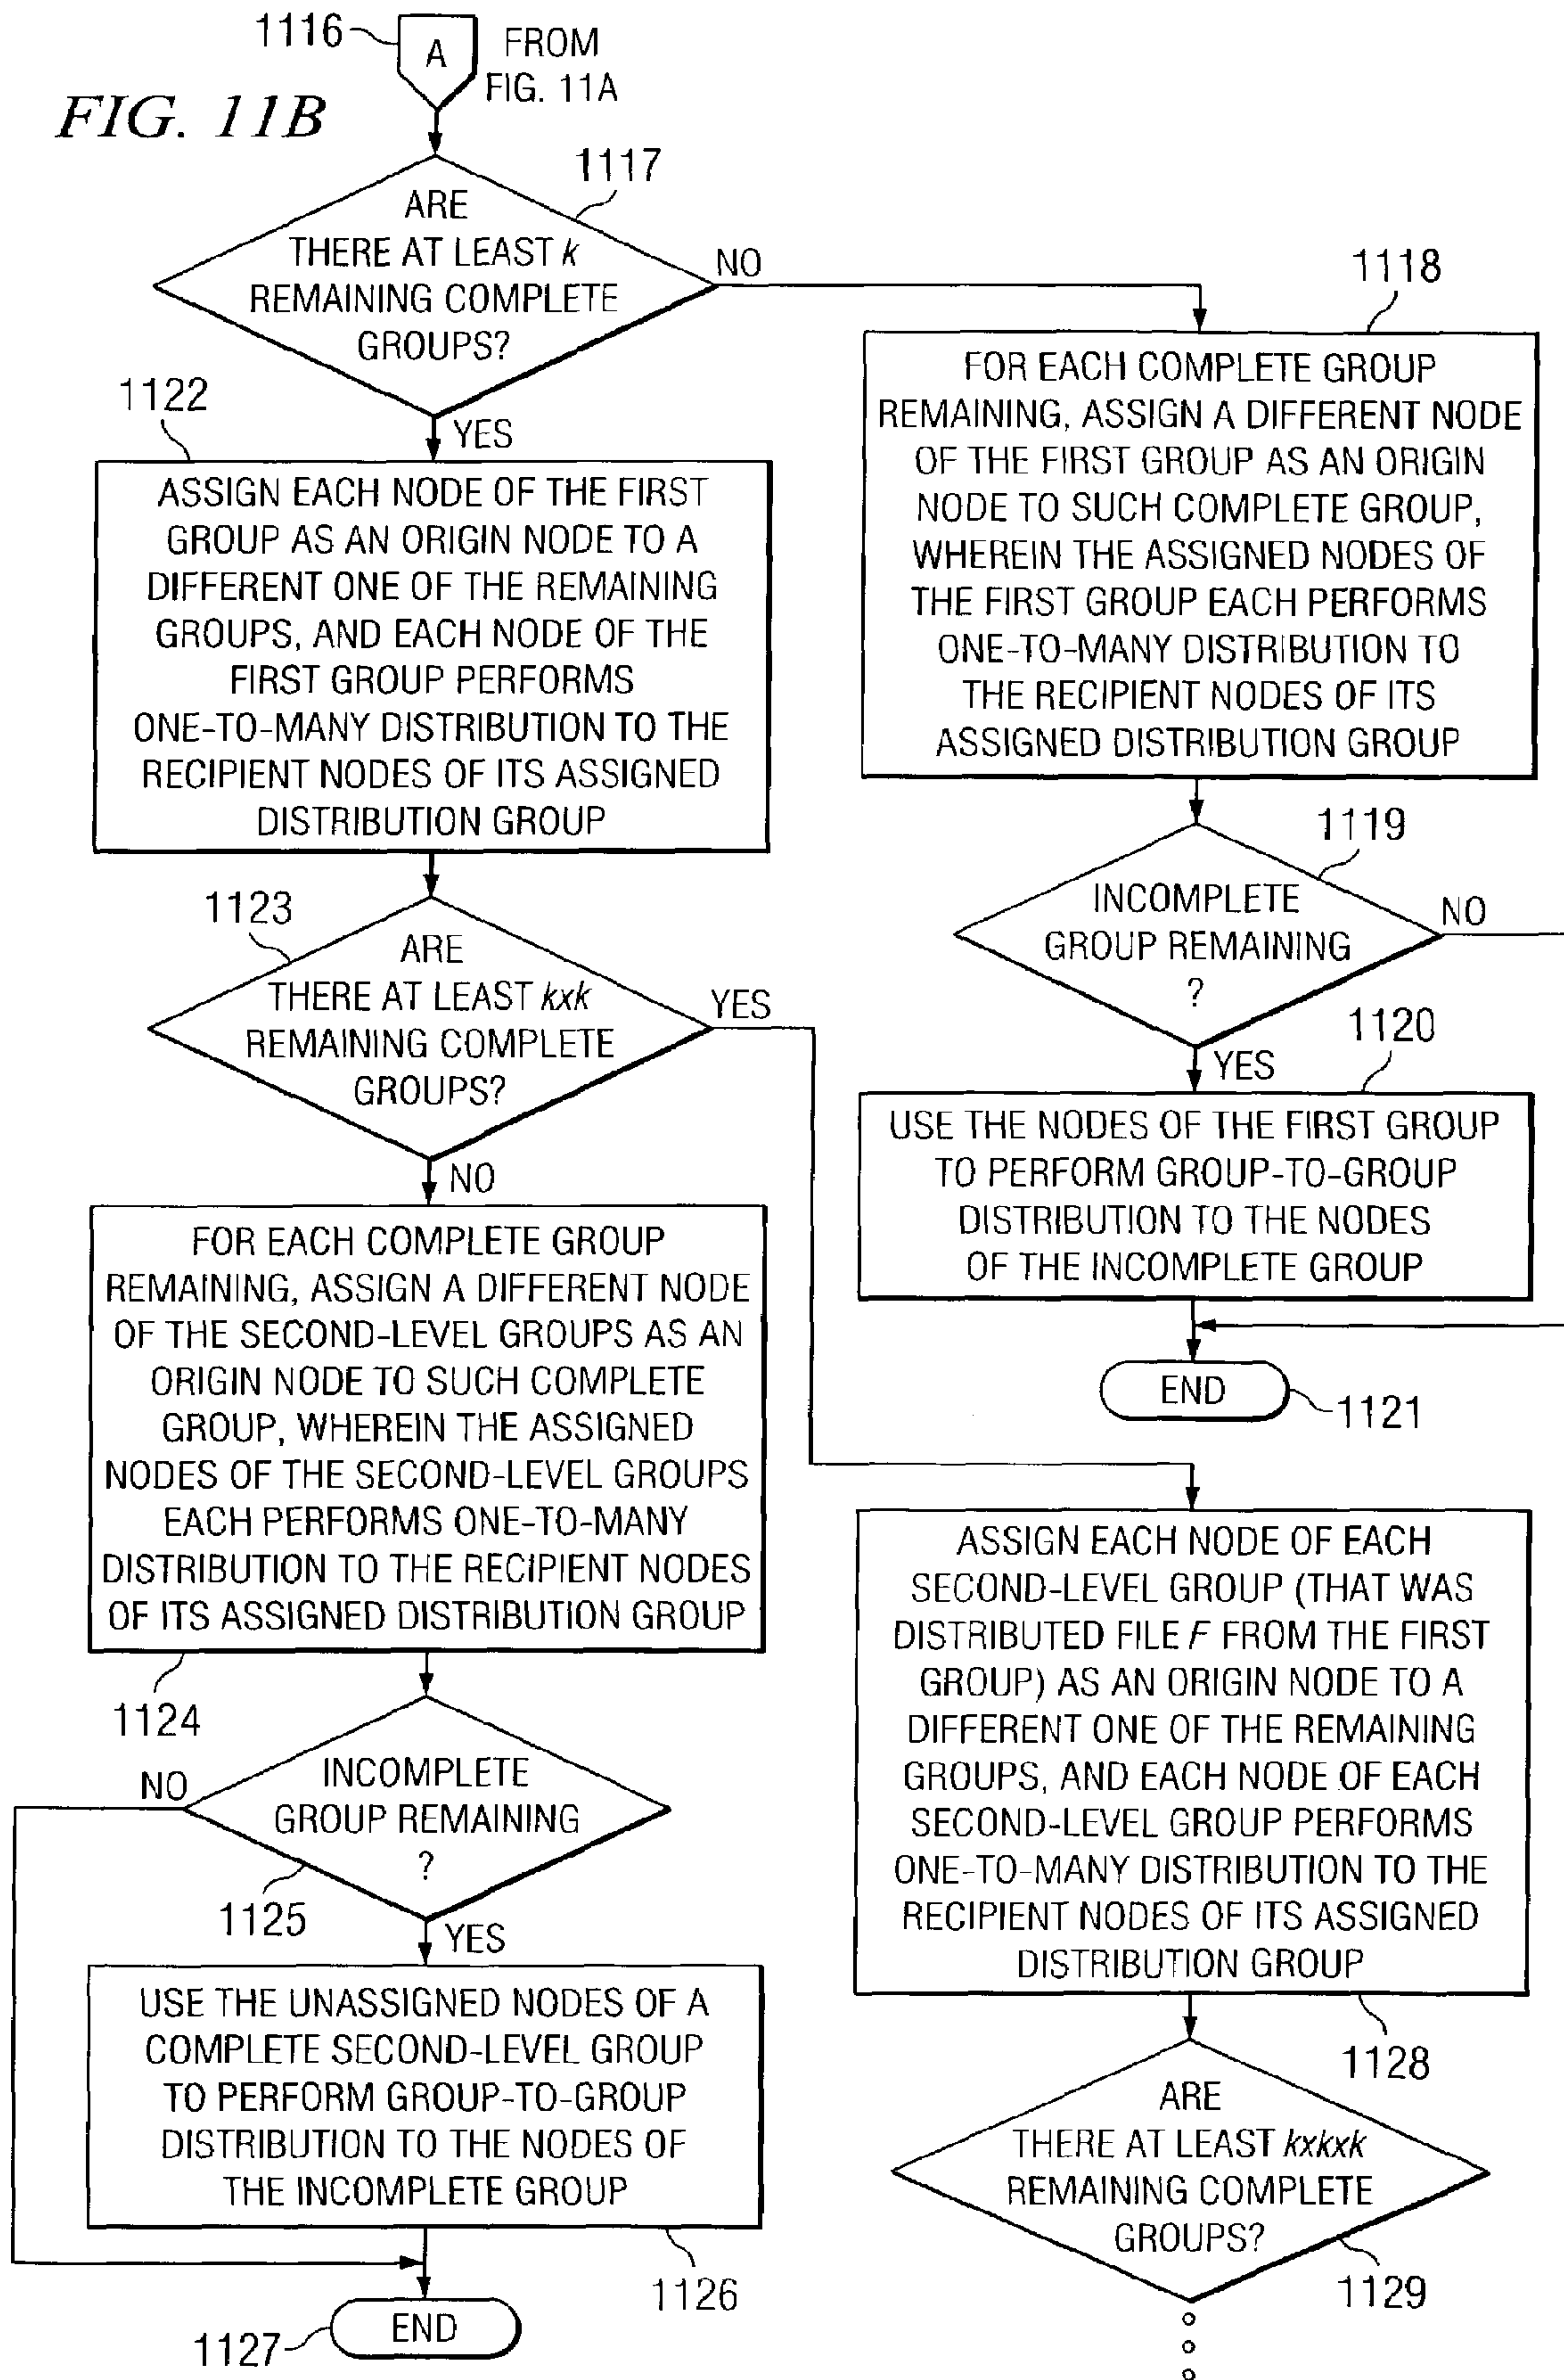 1116
A
FROM
FIG. 11A
FIG. 11B
1117
ARE
THERE AT LEAST k
REMAINING COMPLETE
GROUPS?
NO
YES
1118
FOR EACH COMPLETE GROUP
REMAINING, ASSIGN A DIFFERENT NODE
OF THE FIRST GROUP AS AN ORIGIN
NODE TO SUCH COMPLETE GROUP,
WHEREIN THE ASSIGNED NODES OF
THE FIRST GROUP EACH PERFORMS
ONE-TO-MANY DISTRIBUTION TO
THE RECIPIENT NODES OF ITS
ASSIGNED DISTRIBUTION GROUP
1119
INCOMPLETE
GROUP REMAINING
?
NO
YES
1120
USE THE NODES OF THE FIRST GROUP
TO PERFORM GROUP-TO-GROUP
DISTRIBUTION TO THE NODES
OF THE INCOMPLETE GROUP
END
1121
1122
ASSIGN EACH NODE OF THE FIRST
GROUP AS AN ORIGIN NODE TO A
DIFFERENT ONE OF THE REMAINING
GROUPS, AND EACH NODE OF THE
FIRST GROUP PERFORMS
ONE-TO-MANY DISTRIBUTION TO THE
RECIPIENT NODES OF ITS ASSIGNED
DISTRIBUTION GROUP
1123
ARE
THERE AT LEAST kxk
REMAINING COMPLETE
GROUPS?
YES
NO
FOR EACH COMPLETE GROUP
REMAINING, ASSIGN A DIFFERENT NODE
OF THE SECOND-LEVEL GROUPS AS AN
ORIGIN NODE TO SUCH COMPLETE
GROUP, WHEREIN THE ASSIGNED
NODES OF THE SECOND-LEVEL GROUPS
EACH PERFORMS ONE-TO-MANY
DISTRIBUTION TO THE RECIPIENT NODES
OF ITS ASSIGNED DISTRIBUTION GROUP
1124
INCOMPLETE
GROUP REMAINING
?
NO
1125
YES
USE THE UNASSIGNED NODES OF A
COMPLETE SECOND-LEVEL GROUP
TO PERFORM GROUP-TO-GROUP
DISTRIBUTION TO THE NODES OF
THE INCOMPLETE GROUP
1126
END
1127
ASSIGN EACH NODE OF EACH
SECOND-LEVEL GROUP (THAT WAS
DISTRIBUTED FILE F FROM THE FIRST
GROUP) AS AN ORIGIN NODE TO A
DIFFERENT ONE OF THE REMAINING
GROUPS, AND EACH NODE OF EACH
SECOND-LEVEL GROUP PERFORMS
ONE-TO-MANY DISTRIBUTION TO THE
RECIPIENT NODES OF ITS ASSIGNED
DISTRIBUTION GROUP
1128
ARE
THERE AT LEAST kxkxk
REMAINING COMPLETE
GROUPS?
1129